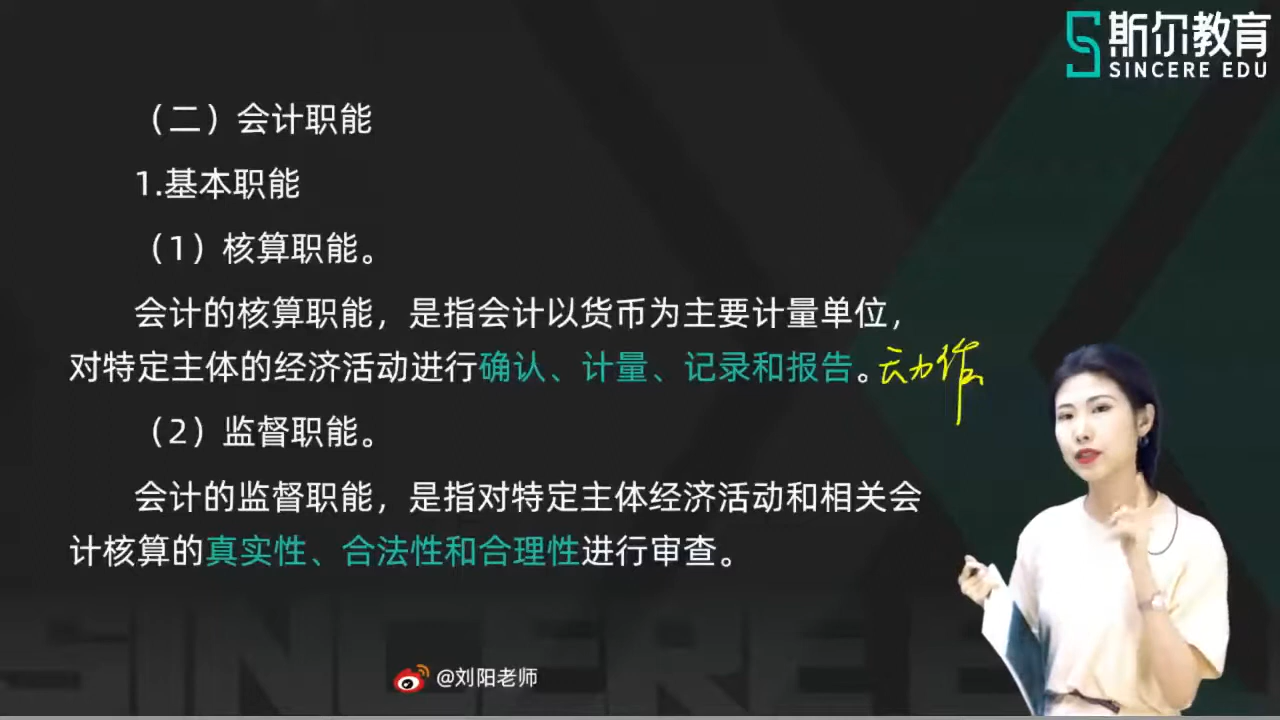 斯尔教育
SINCERE EDU
（二）会计职能
1.基本职能
（1）核算职能。
会计的核算职能，是指会计以货币为主要计量单位，
对特定主体的经济活动进行确认、计量、记录和报告。动作
（2）监督职能。
会计的监督职能，是指对特定主体经济活动和相关会
计核算的真实性、合法性和合理性进行审查。
SINCERE E
@刘阳老师